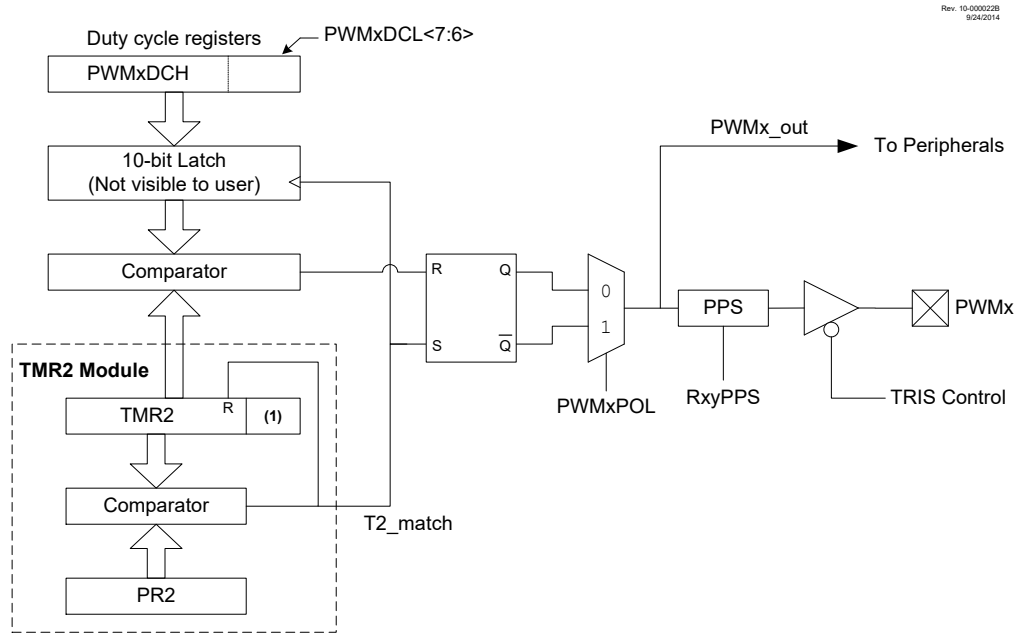 Rev. 10-000022B
9/24/2014
Duty cycle registers
PWMxDCL<7:6>
PWMxDCH
10-bit Latch
(Not visible to user)
Comparator
R
Q
S
Q̅
0
1
PWMxPOL
PWMx_out
To Peripherals
PPS
RxyPPS
PWMx
TRIS Control
TMR2 Module
TMR2
R
(1)
Comparator
T2_match
PR2